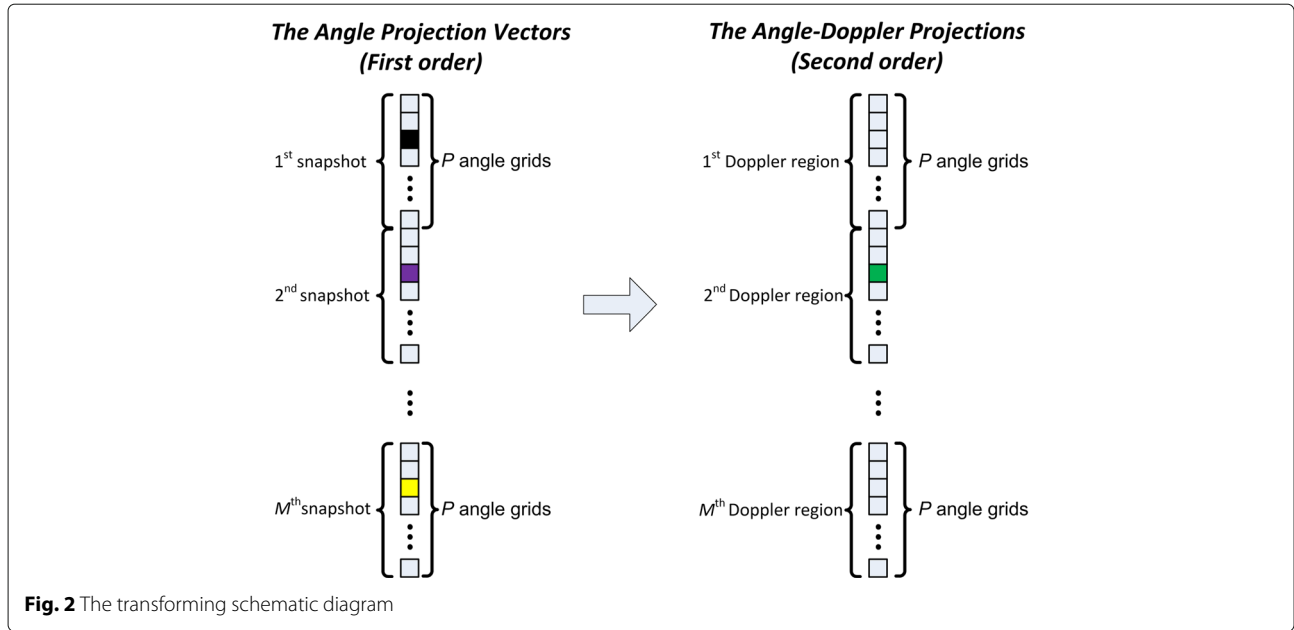 The Angle Projection Vectors
(First order)
1st snapshot
P angle grids
2nd snapshot
Mth snapshot
P angle grids
The Angle-Doppler Projections
(Second order)
1st Doppler region
P angle grids
2nd Doppler region
Mth Doppler region
P angle grids
Fig. 2 The transforming schematic diagram